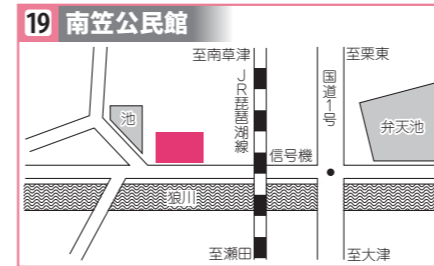 19 南笠公民館
至南草津
至栗東
JR琵琶湖線
国道1号
池
弁天池
信号機
狼川
至瀬田
至大津